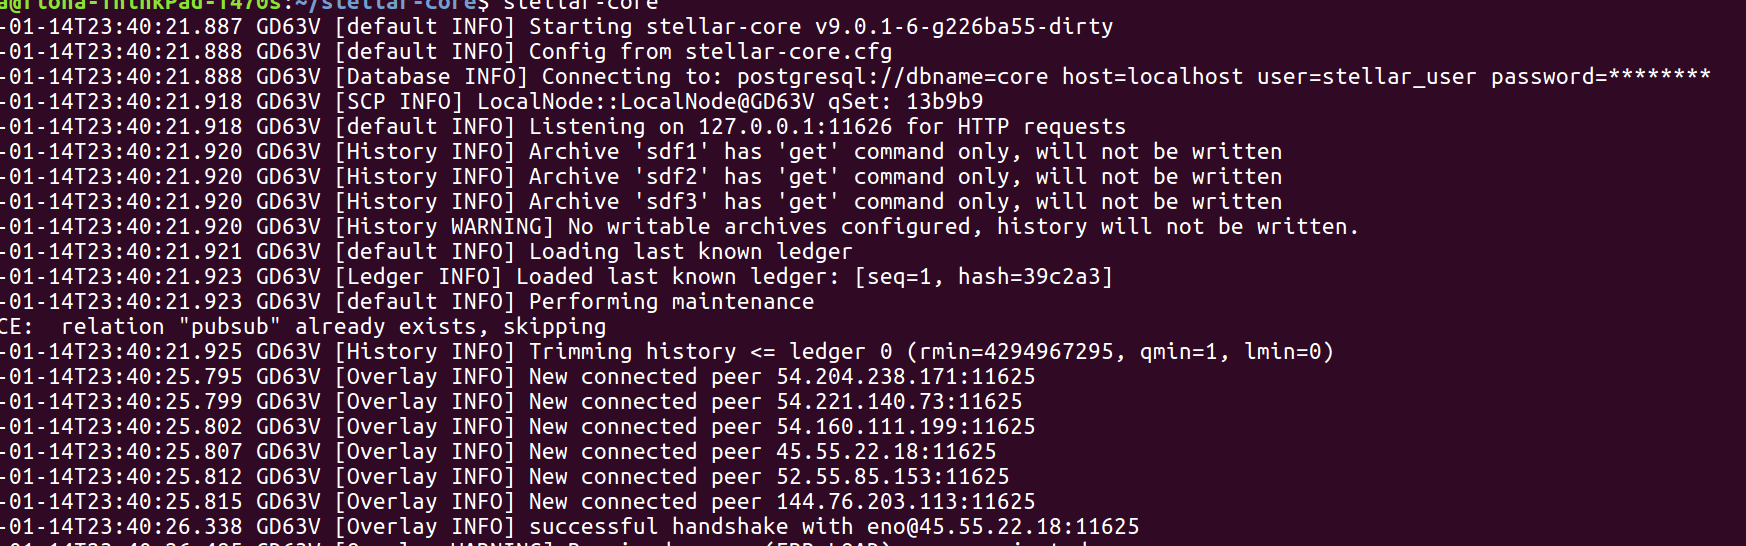 a@rlona-ThinkPad-T470s:~/stellar-core$ stellar-core
-01-14T23:40:21.887 GD63V [default INFO] Starting stellar-core v9.0.1-6-g226ba55-dirty
-01-14T23:40:21.888 GD63V [default INFO] Config from stellar-core.cfg
-01-14T23:40:21.888 GD63V [Database INFO] Connecting to: postgresql://dbname=core host=localhost user=stellar_user password=********
-01-14T23:40:21.918 GD63V [SCP INFO] LocalNode::LocalNode@GD63V qSet: 13b9b9
-01-14T23:40:21.918 GD63V [default INFO] Listening on 127.0.0.1:11626 for HTTP requests
-01-14T23:40:21.920 GD63V [History INFO] Archive 'sdf1' has 'get' command only, will not be written
-01-14T23:40:21.920 GD63V [History INFO] Archive 'sdf2' has 'get' command only, will not be written
-01-14T23:40:21.920 GD63V [History INFO] Archive 'sdf3' has 'get' command only, will not be written
-01-14T23:40:21.920 GD63V [History WARNING] No writable archives configured, history will not be written.
-01-14T23:40:21.921 GD63V [default INFO] Loading last known ledger
-01-14T23:40:21.923 GD63V [Ledger INFO] Loaded last known ledger: [seq=1, hash=39c2a3]
-01-14T23:40:21.923 GD63V [default INFO] Performing maintenance
CE:  relation "pubsub" already exists, skipping
-01-14T23:40:21.925 GD63V [History INFO] Trimming history <= ledger 0 (rmin=4294967295, qmin=1, lmin=0)
-01-14T23:40:25.795 GD63V [Overlay INFO] New connected peer 54.204.238.171:11625
-01-14T23:40:25.799 GD63V [Overlay INFO] New connected peer 54.221.140.73:11625
-01-14T23:40:25.802 GD63V [Overlay INFO] New connected peer 54.160.111.199:11625
-01-14T23:40:25.807 GD63V [Overlay INFO] New connected peer 45.55.22.18:11625
-01-14T23:40:25.812 GD63V [Overlay INFO] New connected peer 52.55.85.153:11625
-01-14T23:40:25.815 GD63V [Overlay INFO] New connected peer 144.76.203.113:11625
-01-14T23:40:26.338 GD63V [Overlay INFO] successful handshake with eno@45.55.22.18:11625